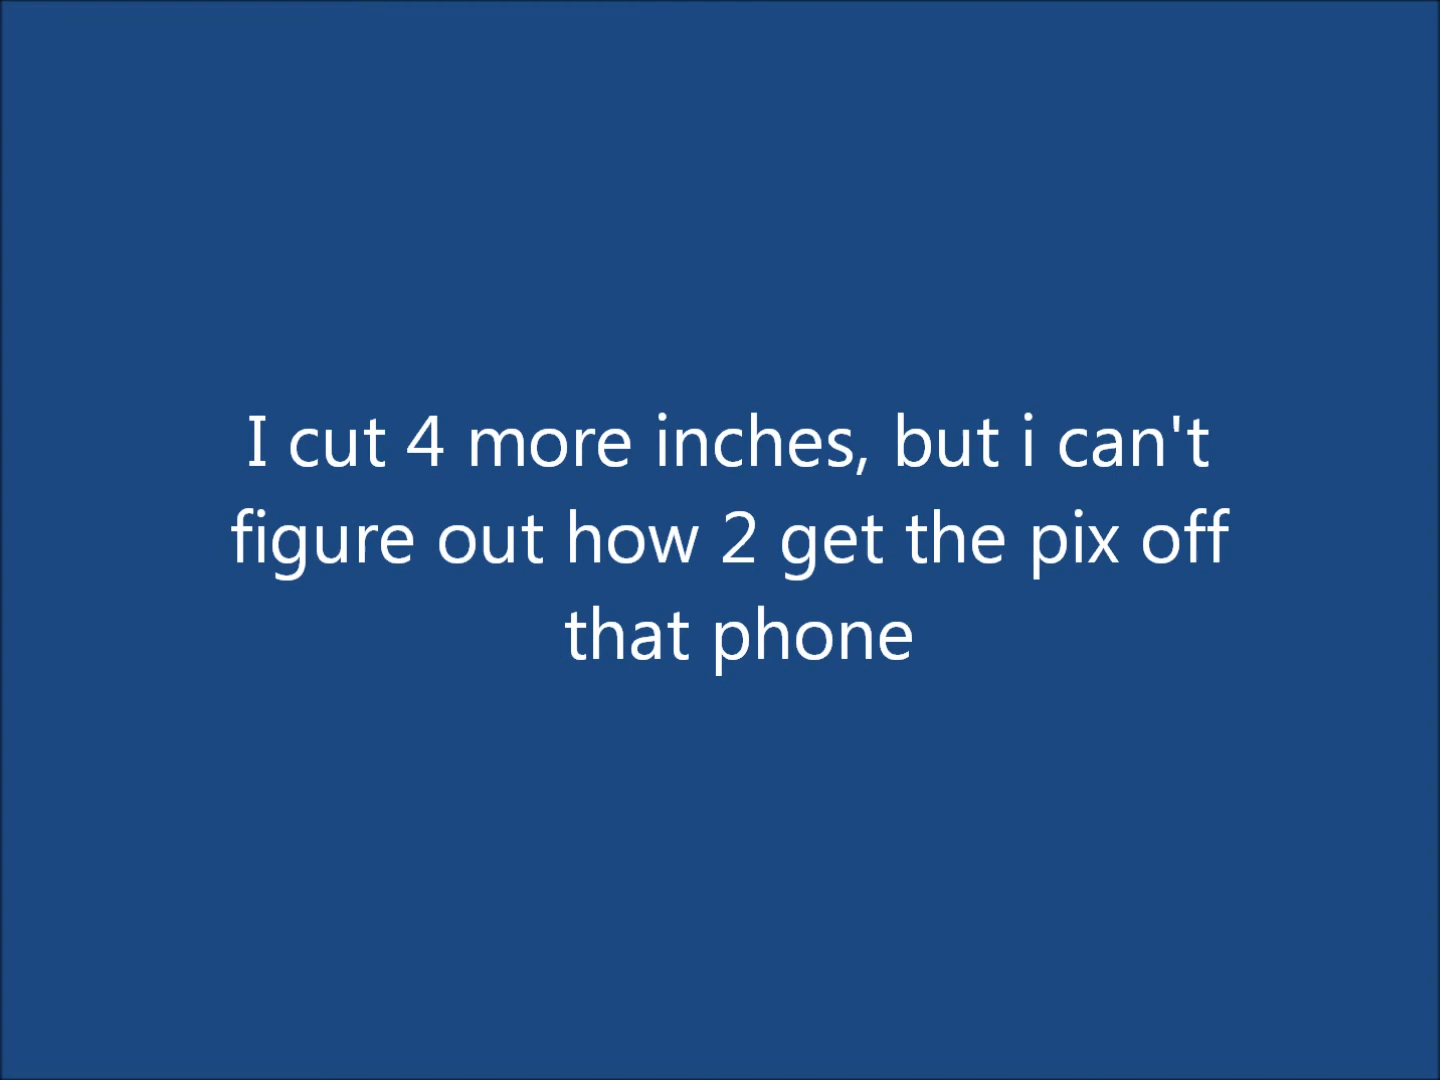 I cut 4 more inches, but i can't
figure out how 2 get the pix off
that phone